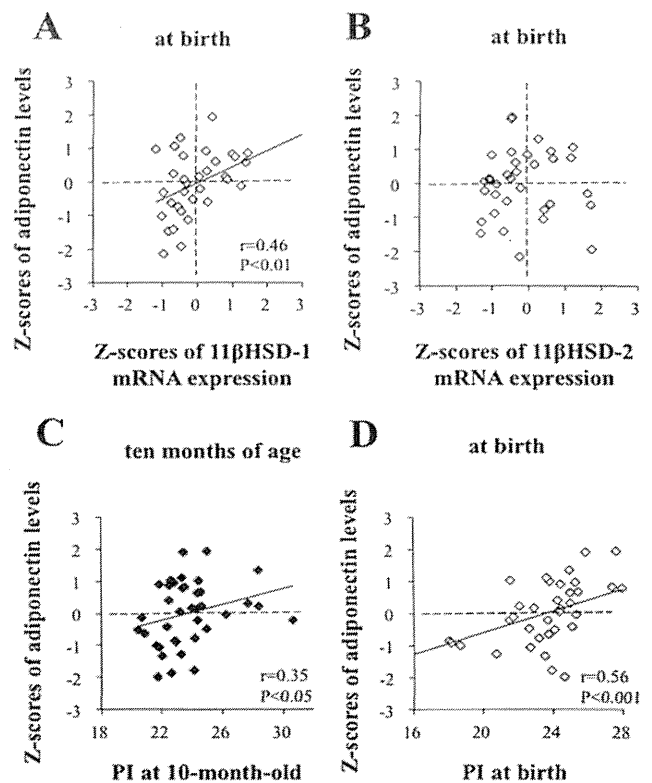 A
at birth
Z-scores of adiponectin levels
3
2
1
0
-1
-2
-3
-3 -2 -1 0 1 2 3
r=0.46
P<0.01
Z-scores of 11βHSD-1
mRNA expression
B
at birth
Z-scores of adiponectin levels
3
2
1
0
-1
-2
-3
-3 -2 -1 0 1 2 3
Z-scores of 11βHSD-2
mRNA expression
C
ten months of age
Z-scores of adiponectin levels
3
2
1
0
-1
-2
-3
18 22 26 30
r=0.35
P<0.05
PI at 10-month-old
D
at birth
Z-scores of adiponectin levels
3
2
1
0
-1
-2
-3
16 20 24 28
r=0.56
P<0.001
PI at birth